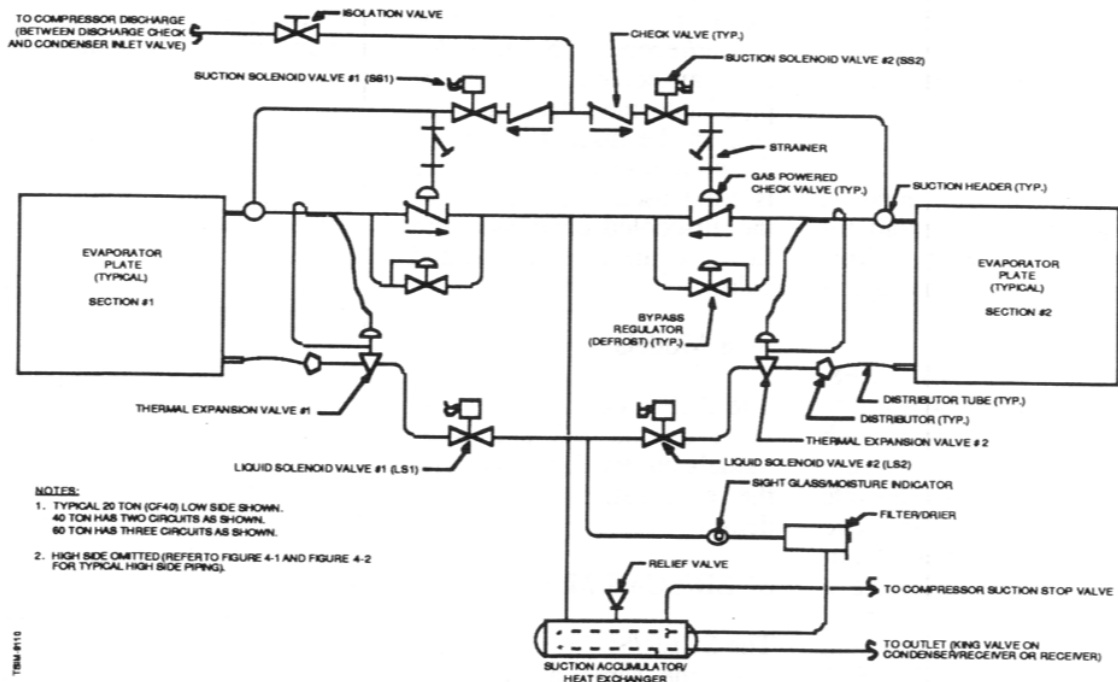 TO COMPRESSOR DISCHARGE
(BETWEEN DISCHARGE CHECK
AND CONDENSER INLET VALVE)
ISOLATION VALVE
CHECK VALVE (TYP.)
SUCTION SOLENOID VALVE #1 (SS1)
SUCTION SOLENOID VALVE #2 (SS2)
STRAINER
GAS POWERED
CHECK VALVE (TYP.)
SUCTION HEADER (TYP.)
EVAPORATOR
PLATE
(TYPICAL)
SECTION #1
EVAPORATOR
PLATE
(TYPICAL)
SECTION #2
BYPASS
REGULATOR
(DEFROST) (TYP.)
THERMAL EXPANSION VALVE #1
DISTRIBUTOR TUBE (TYP.)
DISTRIBUTOR (TYP.)
THERMAL EXPANSION VALVE #2
LIQUID SOLENOID VALVE #1 (LS1)
LIQUID SOLENOID VALVE #2 (LS2)
SIGHT GLASS/MOISTURE INDICATOR
FILTER/DRIER
NOTES:
1. TYPICAL 20 TON (CF40) LOW SIDE SHOWN.
40 TON HAS TWO CIRCUITS AS SHOWN.
60 TON HAS THREE CIRCUITS AS SHOWN.
2. HIGH SIDE OMITTED (REFER TO FIGURE 4-1 AND FIGURE 4-2
FOR TYPICAL HIGH SIDE PIPING).
RELIEF VALVE
TO COMPRESSOR SUCTION STOP VALVE
TO OUTLET (KING VALVE ON
CONDENSER/RECEIVER OR RECEIVER)
SUCTION ACCUMULATOR/
HEAT EXCHANGER